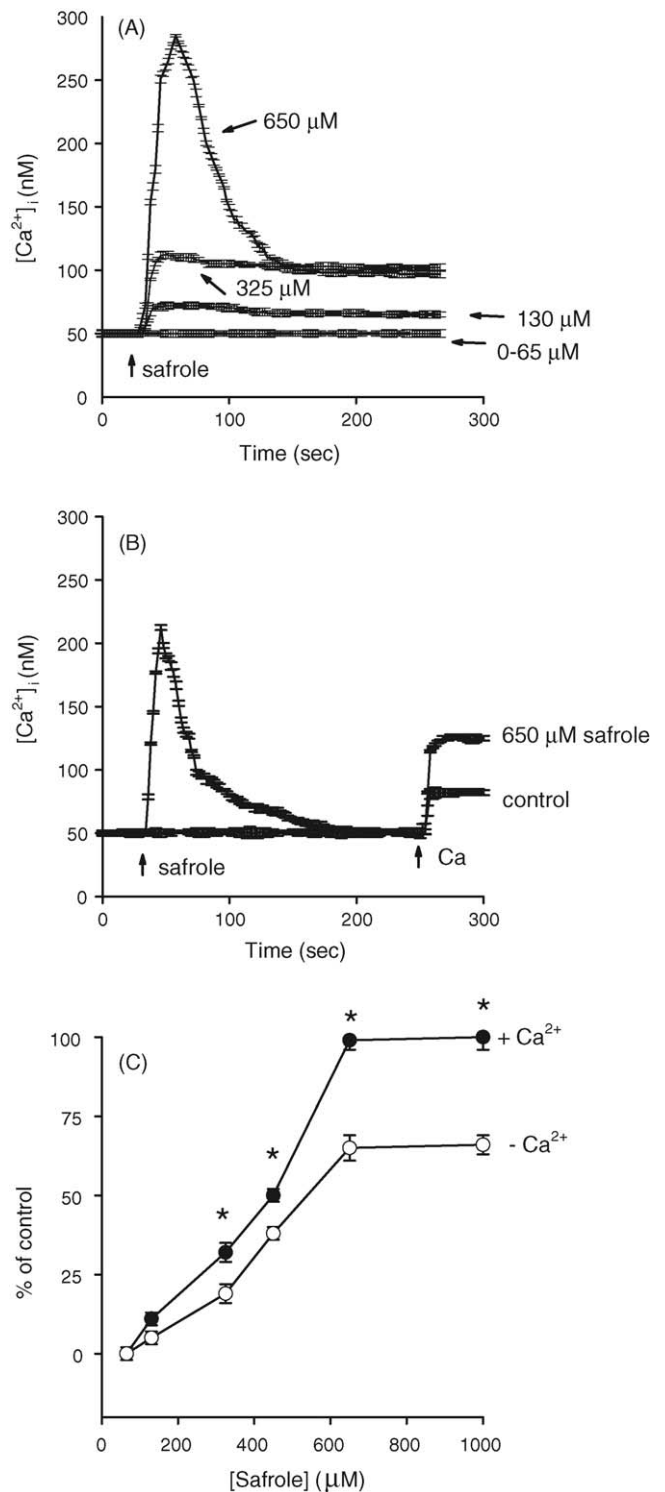 (A)
300
250
200
150
100
50
0
[Ca²⁺]ᵢ (nM)
650 μM
325 μM
130 μM
0-65 μM
safrole
0 100 200 300
Time (sec)
(B)
300
250
200
150
100
50
0
[Ca²⁺]ᵢ (nM)
650 μM safrole
control
safrole
Ca
0 100 200 300
Time (sec)
(C)
100
75
50
25
0
% of control
* * * *
+ Ca²⁺
- Ca²⁺
0 200 400 600 800 1000
[Safrole] (μM)